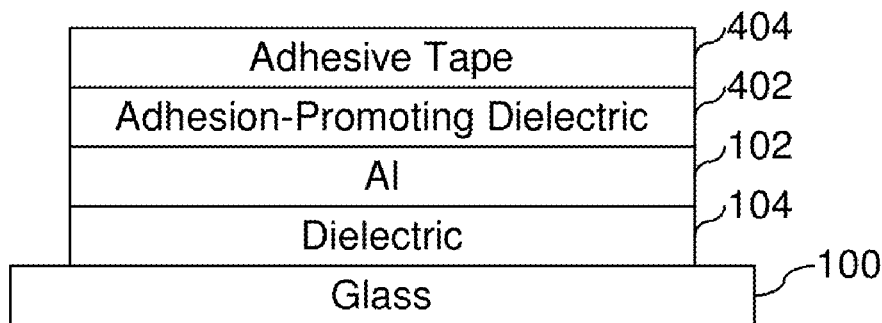 404
Adhesive Tape
402
Adhesion-Promoting Dielectric
102
Al
104
Dielectric
100
Glass